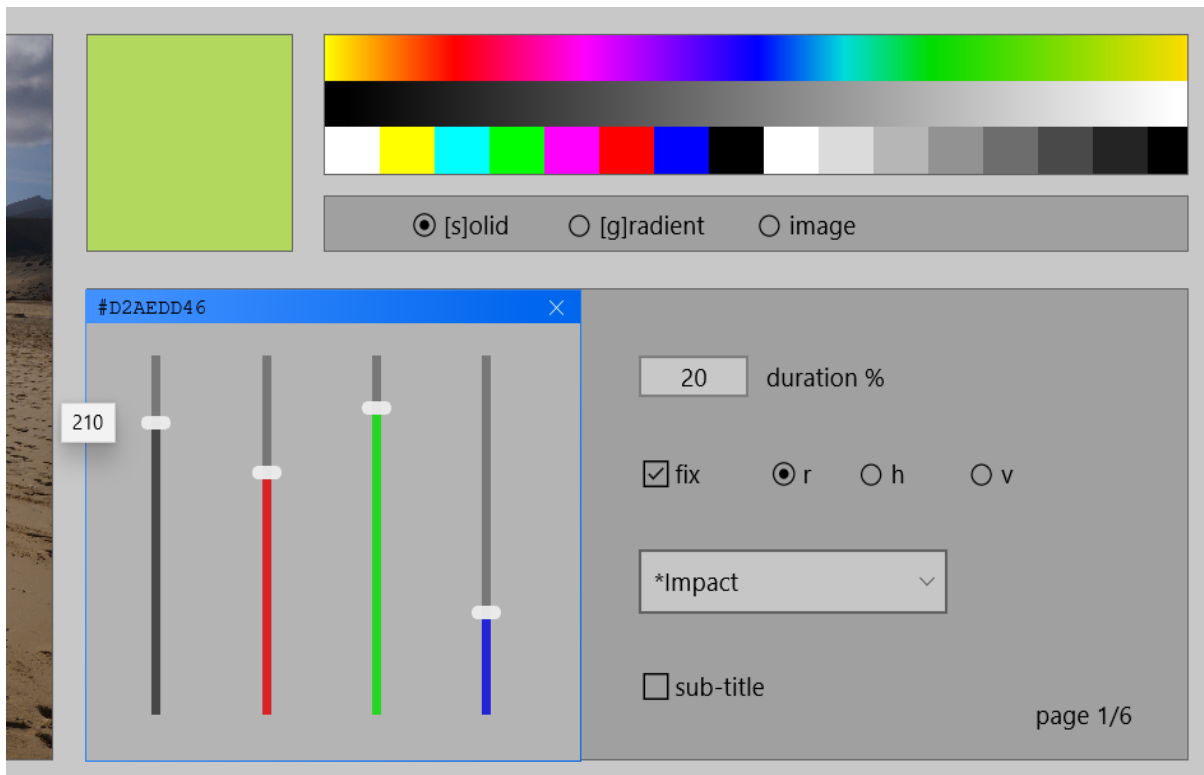 [s]olid [g]radient image
#D2AEDD46
20 duration %
210
fix r h v
*Impact
sub-title
page 1/6